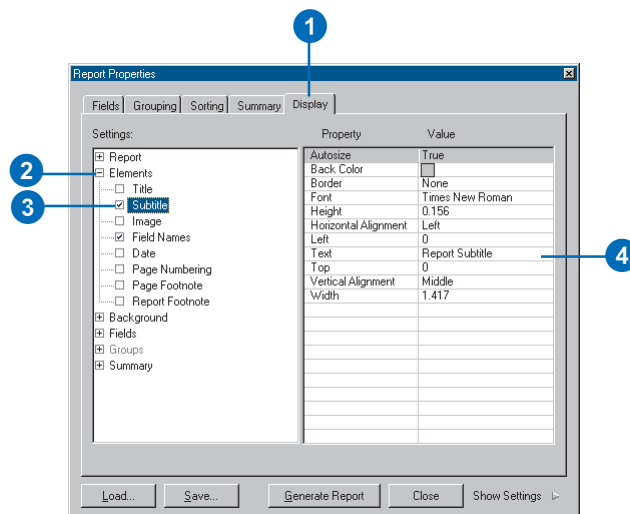 1
Report Properties
Fields Grouping Sorting Summary Display
Settings:
Property Value
2
3
4
Report
Elements
Title
Subtitle
Image
Field Names
Date
Page Numbering
Page Footnote
Report Footnote
Background
Fields
Groups
Summary
Autosize True
Back Color
Border None
Font Times New Roman
Height 0.156
Horizontal Alignment Left
Left 0
Text Report Subtitle
Top 0
Vertical Alignment Middle
Width 1.417
Load... Save... Generate Report Close Show Settings